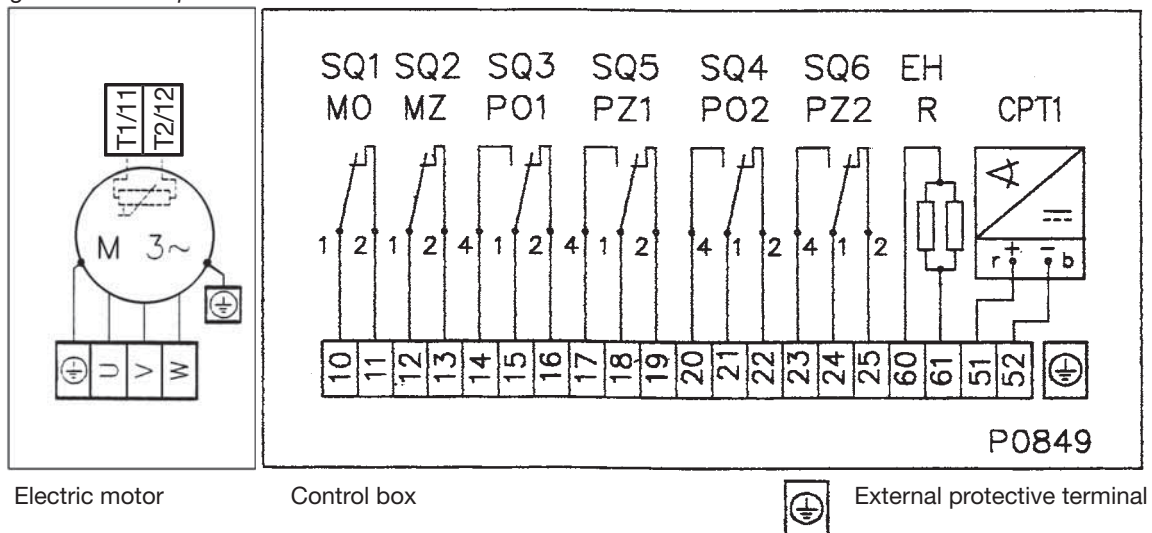 SQ1 SQ2 SQ3 SQ5 SQ4 SQ6 EH
MO MZ PO1 PZ1 PO2 PZ2 R CPT1
T1/11 T2/12
M 3~
1 2 1 2 4 1 2 4 1 2 4 1 2 4 1 2 r + − b
U V W
10 11 12 13 14 15 16 17 18 19 20 21 22 23 24 25 60 61 51 52
P0849
Electric motor
Control box
External protective terminal